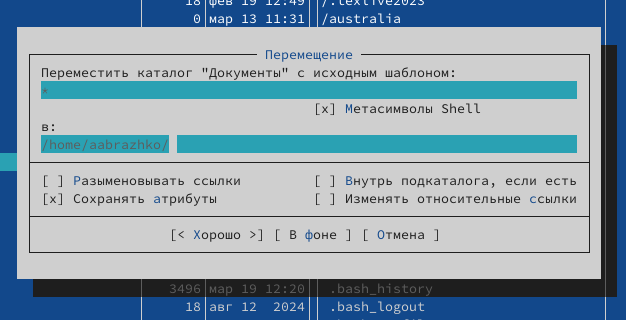 18 фев 19 12:49 /.texlive2023
0 мар 13 11:31 /australia
Перемещение
Переместить каталог "Документы" с исходным шаблоном:
*
[x] Метасимволы Shell
в:
/home/aabrazhko/
[ ] Разыменовывать ссылки [ ] Внутрь подкаталога, если есть
[x] Сохранять атрибуты [ ] Изменять относительные ссылки
[< Хорошо >] [ В фоне ] [ Отмена ]
3496 мар 19 12:20 .bash_history
18 авг 12 2024 .bash_logout